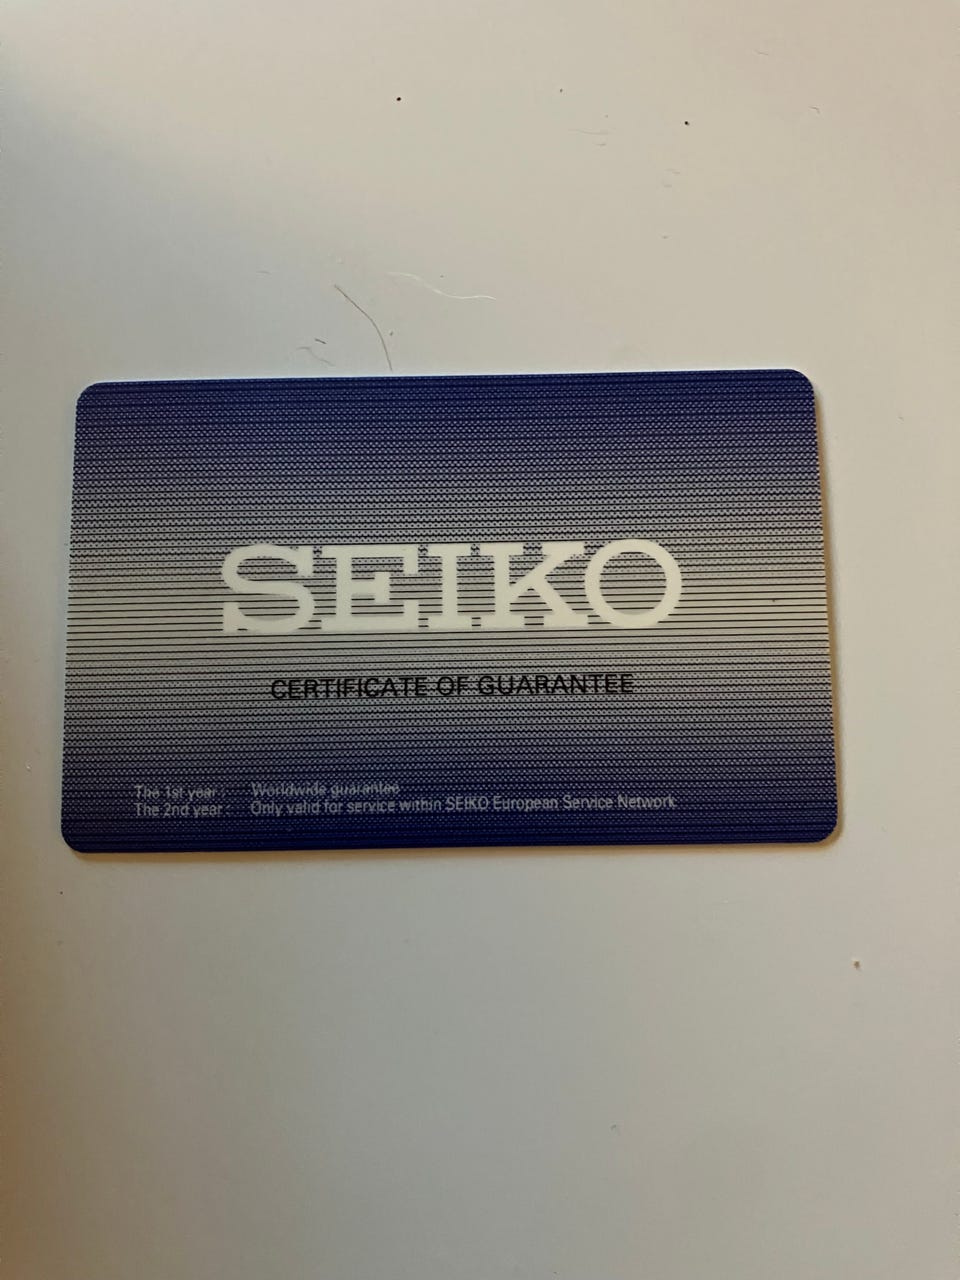 SEIKO
CERTIFICATE OF GUARANTEE
The 1st year : Worldwide guarantee
The 2nd year : Only valid for service within SEIKO European Service Network